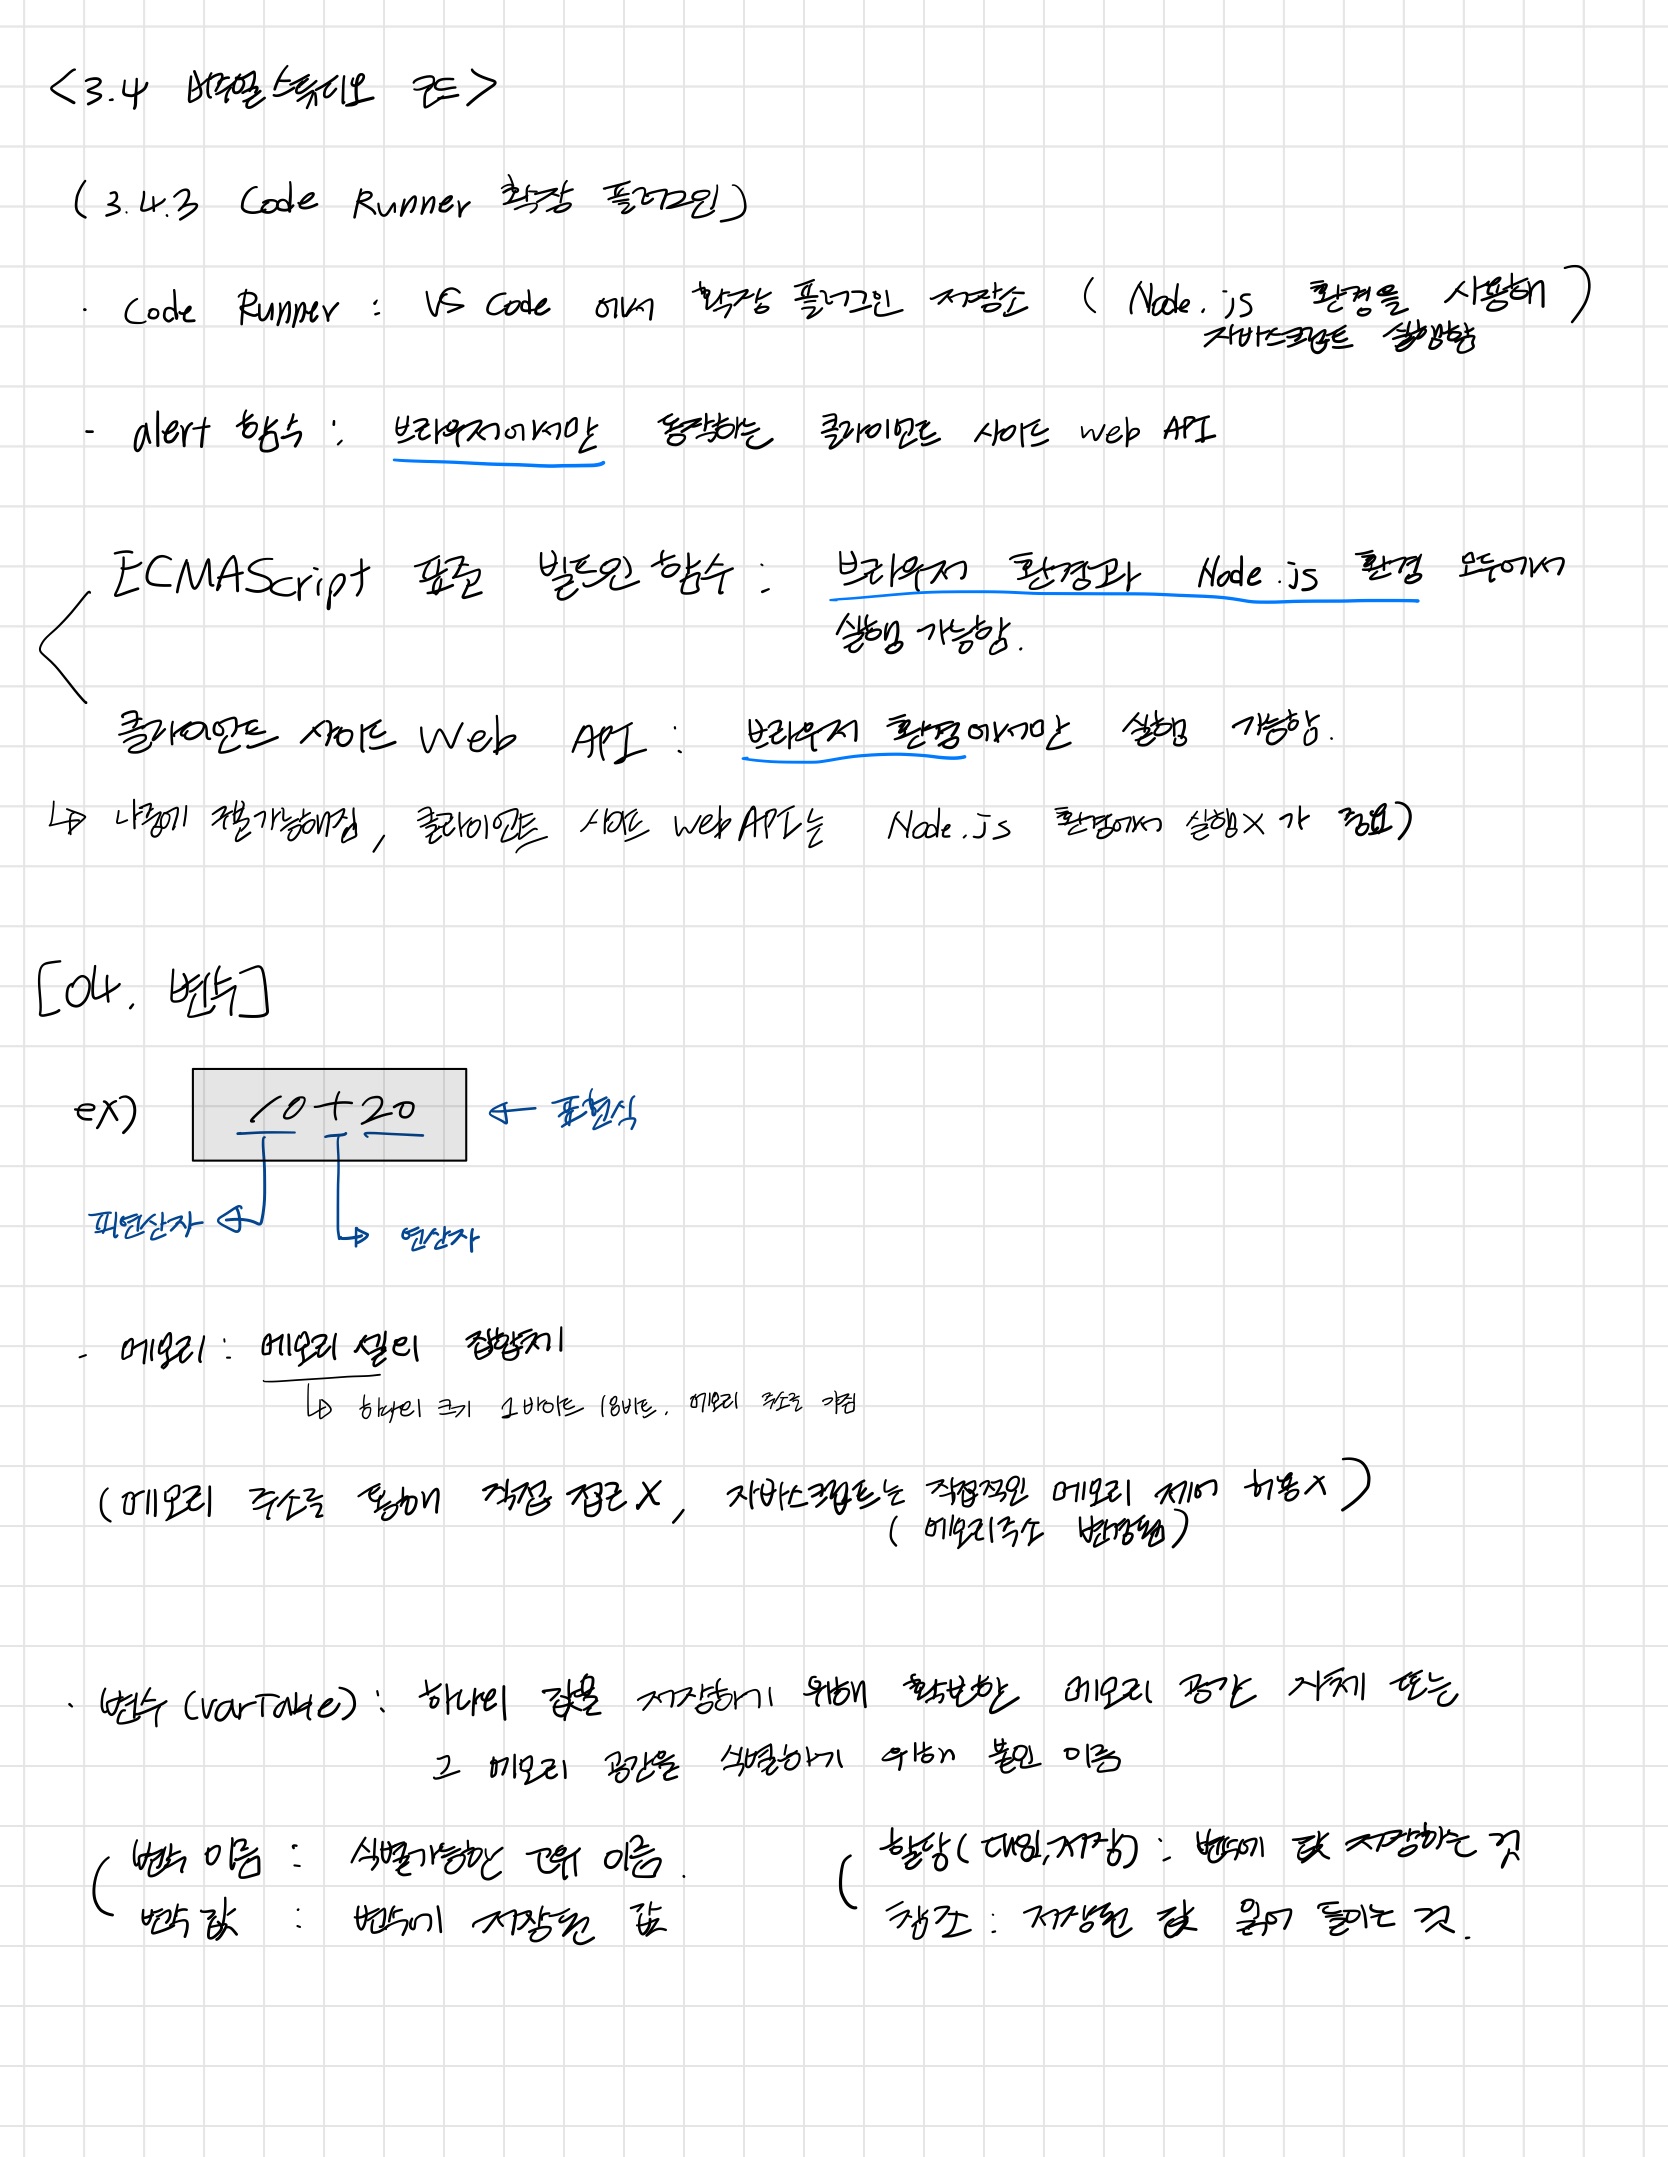 <3.4 비주얼 스튜디오 코드>
(3.4.3 Code Runner 확장 플러그인)
· Code Runner : VS Code 에서 확장 플러그인 저장소 ( Node.js 환경을 사용해
자바스크립트 실행함 )
- alert 함수 : 브라우저에서만 동작하는 클라이언트 사이드 web API
ECMAScript 표준 빌트인 함수 : 브라우저 환경과 Node.js 환경 모두에서
실행 가능함.
클라이언트 사이드 Web API : 브라우저 환경에서만 실행 가능함.
↳ 나중에 구분가능해짐, 클라이언트 사이드 web API는 Node.js 환경에서 실행X 가 중요)
[04. 변수]
ex) 10+20 ← 표현식
피연산자
연산자
- 메모리 : 메모리 셀의 집합체
↳ 하나의 크기 1바이트 (8비트. 메모리 주소를 가짐
(메모리 주소를 통해 직접 접근X, 자바스크립트는 직접적인 메모리 제어 허용X)
( 메모리주소 변경됨)
· 변수 (variable) : 하나의 값을 저장하기 위해 확보한 메모리 공간 자체 또는
그 메모리 공간을 식별하기 위해 붙인 이름
변수 이름 : 식별가능한 고유 이름.
변수 값 : 변수에 저장된 값
할당(대입,저장) : 변수에 값 저장하는 것
참조 : 저장된 값 읽어 들이는 것.